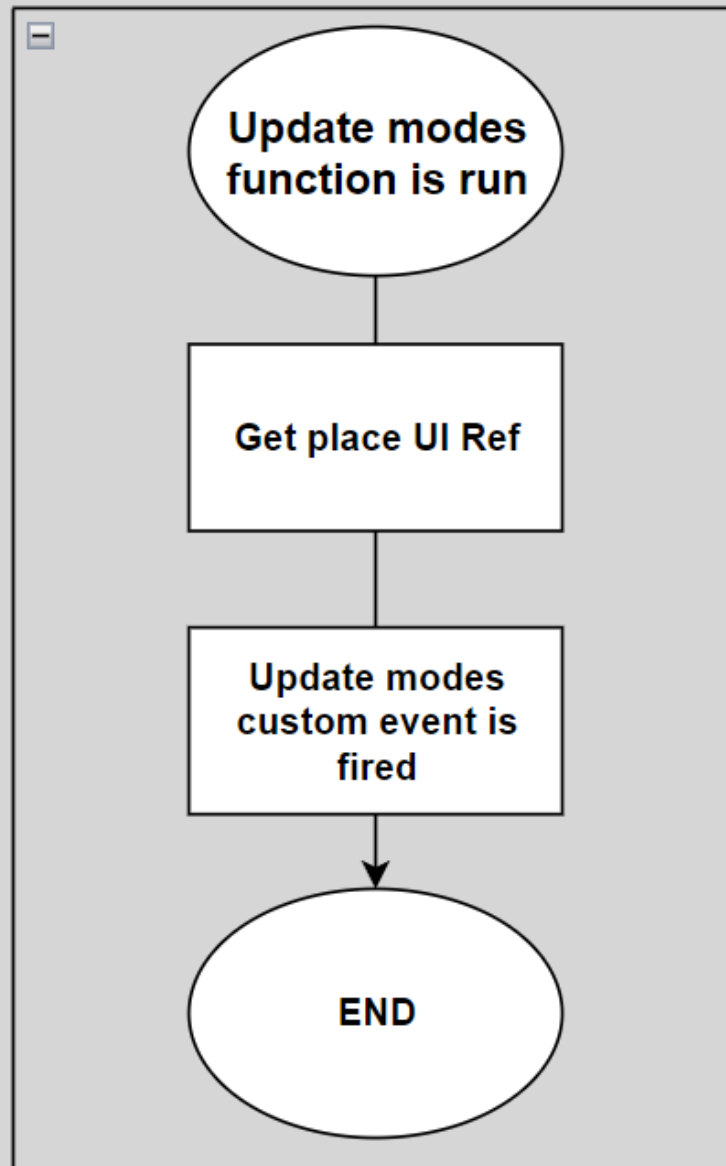 Update modes
function is run
Get place UI Ref
Update modes
custom event is
fired
END